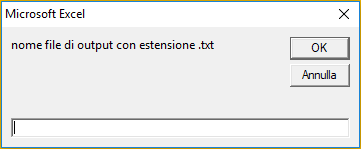 Microsoft Excel
nome file di output con estensione .txt
OK
Annulla